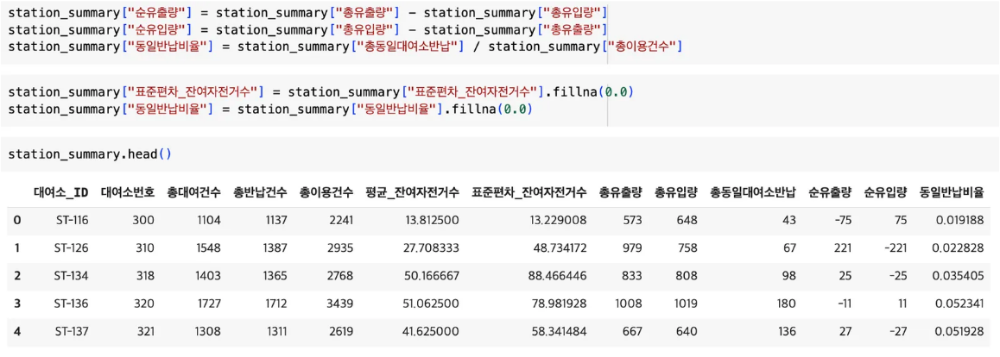 station_summary["순유출량"] = station_summary["총유출량"] - station_summary["총유입량"]
station_summary["순유입량"] = station_summary["총유입량"] - station_summary["총유출량"]
station_summary["동일반납비율"] = station_summary["총동일대여소반납"] / station_summary["총이용건수"]
station_summary["표준편차_잔여자전거수"] = station_summary["표준편차_잔여자전거수"].fillna(0.0)
station_summary["동일반납비율"] = station_summary["동일반납비율"].fillna(0.0)
station_summary.head()
대여소_ID 대여소번호 총대여건수 총반납건수 총이용건수 평균_잔여자전거수 표준편차_잔여자전거수 총유출량 총유입량 총동일대여소반납 순유출량 순유입량 동일반납비율
0 ST-116 300 1104 1137 2241 13.812500 13.229008 573 648 43 -75 75 0.019188
1 ST-126 310 1548 1387 2935 27.708333 48.734172 979 758 67 221 -221 0.022828
2 ST-134 318 1403 1365 2768 50.166667 88.466446 833 808 98 25 -25 0.035405
3 ST-136 320 1727 1712 3439 51.062500 78.981928 1008 1019 180 -11 11 0.052341
4 ST-137 321 1308 1311 2619 41.625000 58.341484 667 640 136 27 -27 0.051928